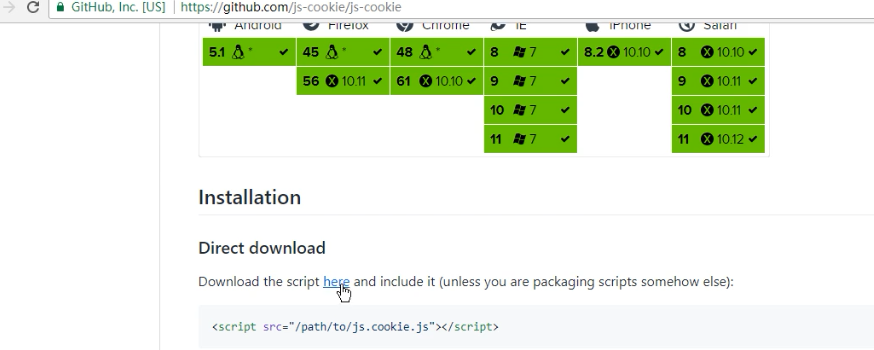 GitHub, Inc. [US] https://github.com/js-cookie/js-cookie
Android Firefox Chrome IE iPhone Safari
5.1 * 45 * 48 * 8 7 8.2 10.10 8 10.10
56 10.11 61 10.10 9 7 9 10.11
10 7 10 10.11
11 7 11 10.12
Installation
Direct download
Download the script here and include it (unless you are packaging scripts somehow else):
<script src="/path/to/js.cookie.js"></script>